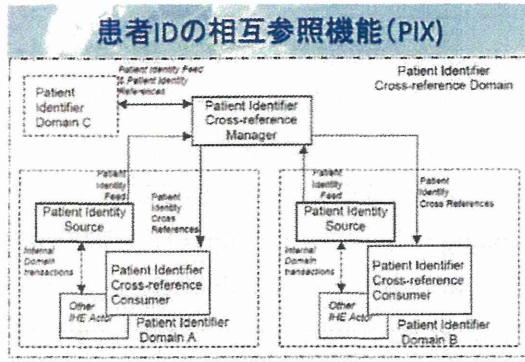 患者IDの相互参照機能(PIX)
Patient Identity Feed
& Patient Identity
References
Patient Identifier
Cross-reference Domain
Patient
Identifier
Domain C
Patient Identifier
Cross-reference
Manager
Patient
Identity
Feed
Patient
Identity
Cross
References
Patient
Identity
Feed
Patient
Identity
Cross References
Patient Identity
Source
Internal
Domain
transactions
Patient Identifier
Cross-reference
Consumer
Other
IHE Actor
Patient Identifier
Domain A
Patient Identity
Source
Internal
Domain
transactions
Patient Identifier
Cross-reference
Consumer
Other
IHE Actor
Patient Identifier
Domain B